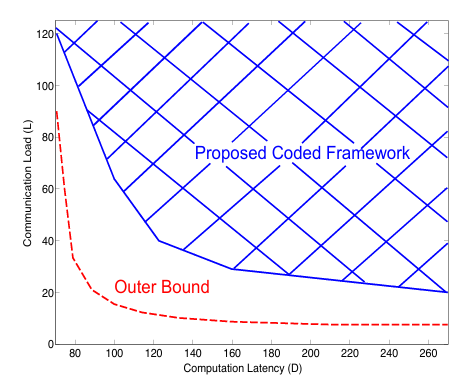 120
100
80
60
40
20
0
Communication Load (L)
Proposed Coded Framework
Outer Bound
80 100 120 140 160 180 200 220 240 260
Computation Latency (D)